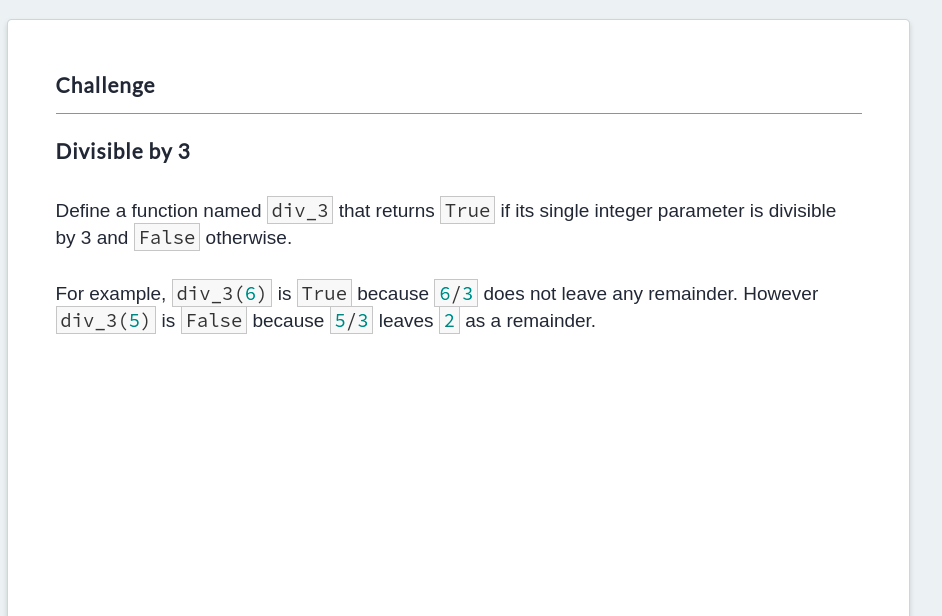 Challenge
Divisible by 3
Define a function named div_3 that returns True if its single integer parameter is divisible
by 3 and False otherwise.
For example, div_3(6) is True because 6/3 does not leave any remainder. However
div_3(5) is False because 5/3 leaves 2 as a remainder.